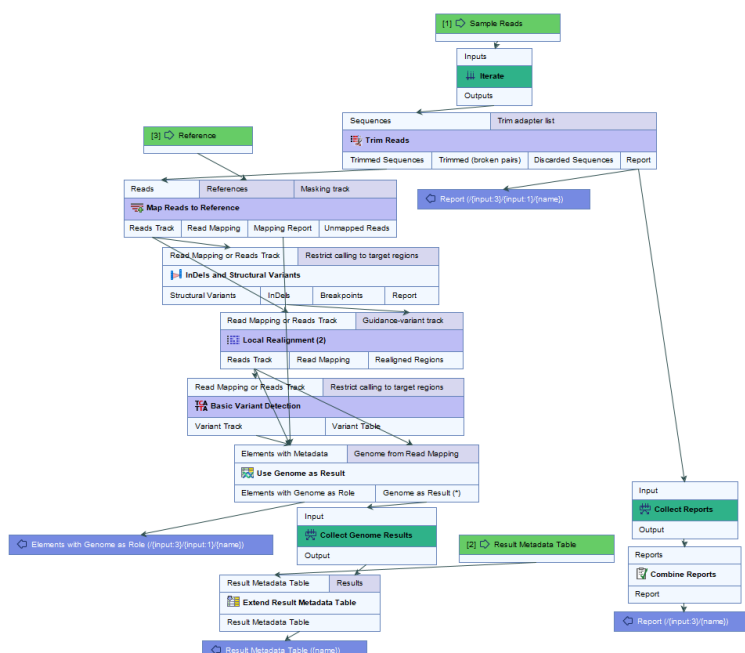 [1] Sample Reads
Inputs
Iterate
Outputs
Sequences Trim adapter list
Trim Reads
Trimmed Sequences Trimmed (broken pairs) Discarded Sequences Report
[3] Reference
Reads References Masking track
Map Reads to Reference
Reads Track Read Mapping Mapping Report Unmapped Reads
Report (/{input:3}/{input:1}/{name})
Read Mapping or Reads Track Restrict calling to target regions
InDels and Structural Variants
Structural Variants InDels Breakpoints Report
Read Mapping or Reads Track Guidance-variant track
Local Realignment (2)
Reads Track Read Mapping Realigned Regions
Read Mapping or Reads Track Restrict calling to target regions
Basic Variant Detection
Variant Track Variant Table
Elements with Metadata Genome from Read Mapping
Use Genome as Result
Elements with Genome as Role Genome as Result (*)
Input
Collect Reports
Output
Input
Collect Genome Results
Output
Elements with Genome as Role (/{input:3}/{input:1}/{name})
[2] Result Metadata Table
Reports
Combine Reports
Report
Result Metadata Table Results
Extend Result Metadata Table
Result Metadata Table
Report (/{input:3}/{name})
Result Metadata Table ({name})